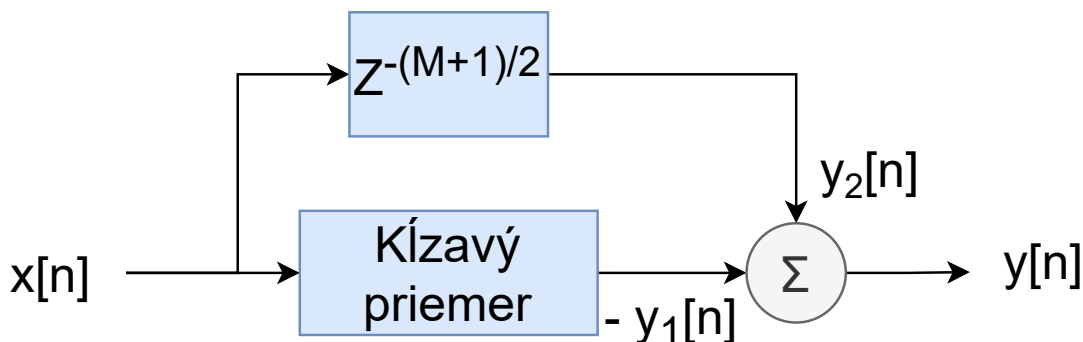 Z-(M+1)/2
y2[n]
x[n]
Kĺzavý
priemer
- y1[n]
Σ
y[n]